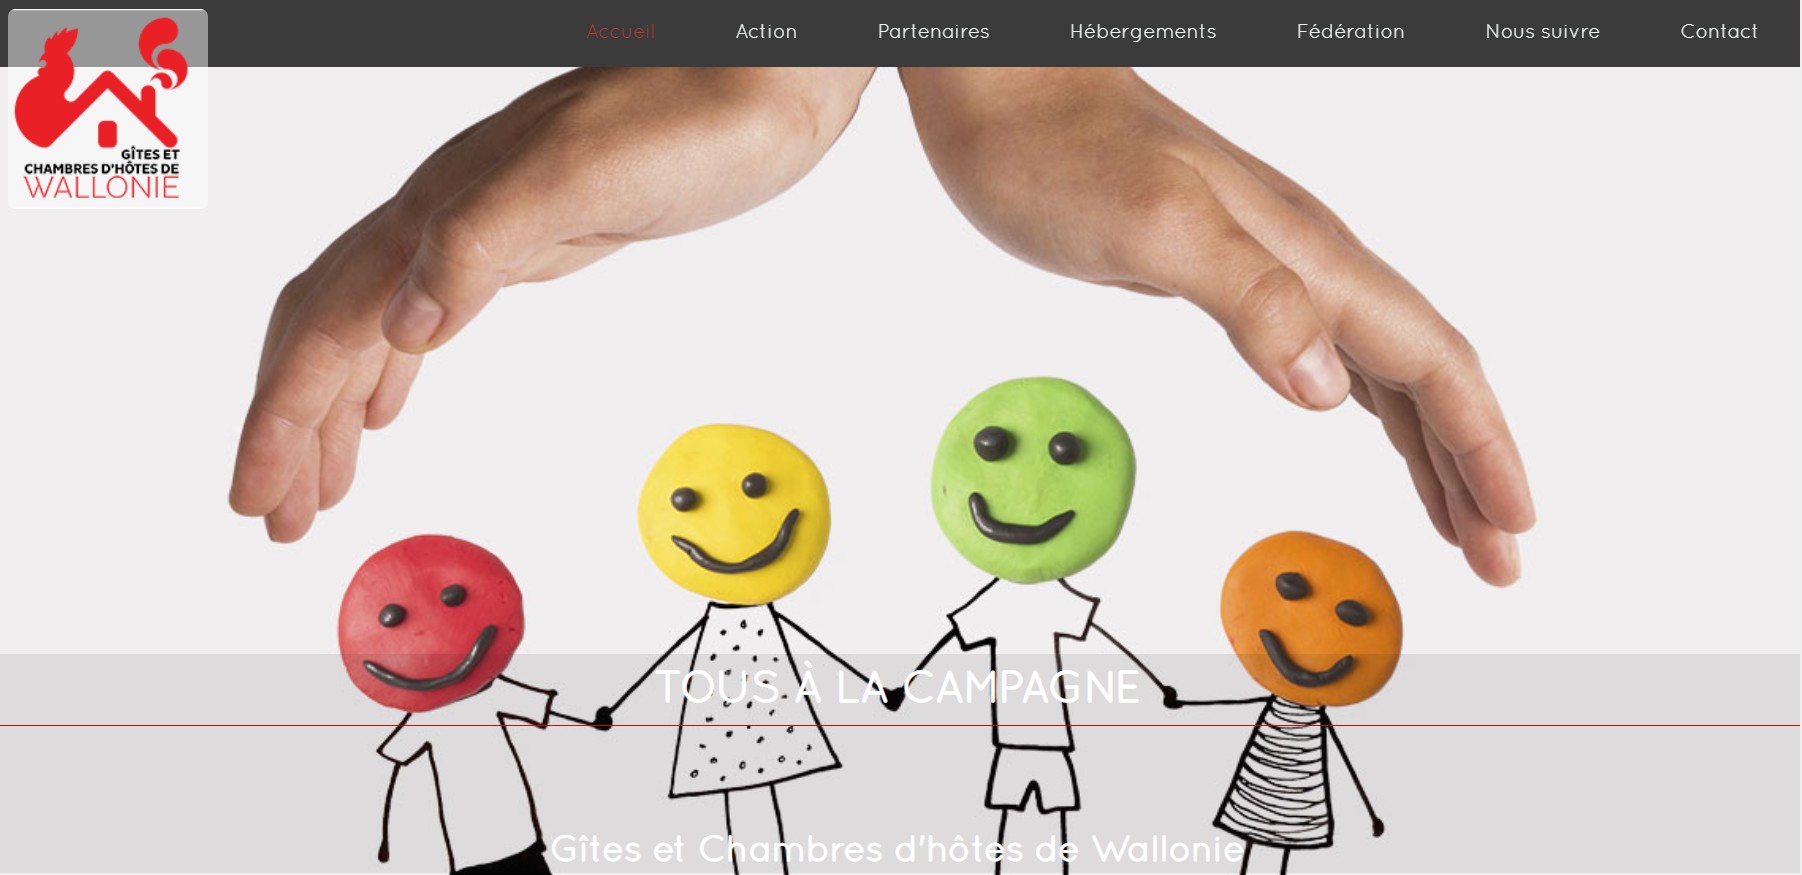 GÎTES ET
CHAMBRES D'HÔTES DE
WALLONIE
Accueil Action Partenaires Hébergements Fédération Nous suivre Contact
TOUS À LA CAMPAGNE
Gîtes et Chambres d'hôtes de Wallonie